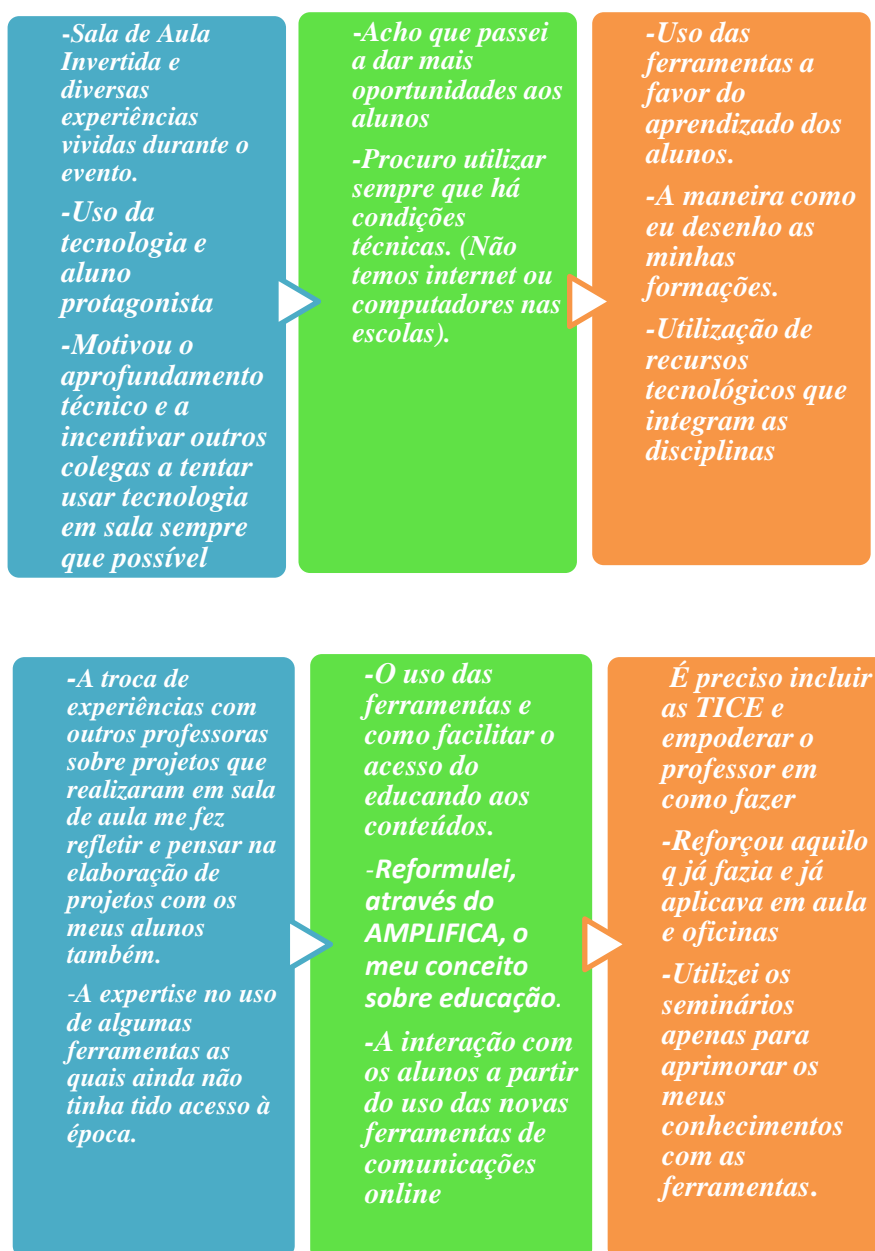 -Sala de Aula
Invertida e
diversas
experiências
vividas durante o
evento.
-Uso da
tecnologia e
aluno
protagonista
-Motivou o
aprofundamento
técnico e a
incentivar outros
colegas a tentar
usar tecnologia
em sala sempre
que possível
-Acho que passei
a dar mais
oportunidades aos
alunos
-Procuro utilizar
sempre que há
condições
técnicas. (Não
temos internet ou
computadores nas
escolas).
-Uso das
ferramentas a
favor do
aprendizado dos
alunos.
-A maneira como
eu desenho as
minhas
formações.
-Utilização de
recursos
tecnológicos que
integram as
disciplinas
-A troca de
experiências com
outros professoras
sobre projetos que
realizaram em sala
de aula me fez
refletir e pensar na
elaboração de
projetos com os
meus alunos
também.
-A expertise no uso
de algumas
ferramentas as
quais ainda não
tinha tido acesso à
época.
-O uso das
ferramentas e
como facilitar o
acesso do
educando aos
conteúdos.
-Reformulei,
através do
AMPLIFICA, o
meu conceito
sobre educação.
-A interação com
os alunos a partir
do uso das novas
ferramentas de
comunicações
online
É preciso incluir
as TICE e
empoderar o
professor em
como fazer
-Reforçou aquilo
q já fazia e já
aplicava em aula
e oficinas
-Utilizei os
seminários
apenas para
aprimorar os
meus
conhecimentos
com as
ferramentas.